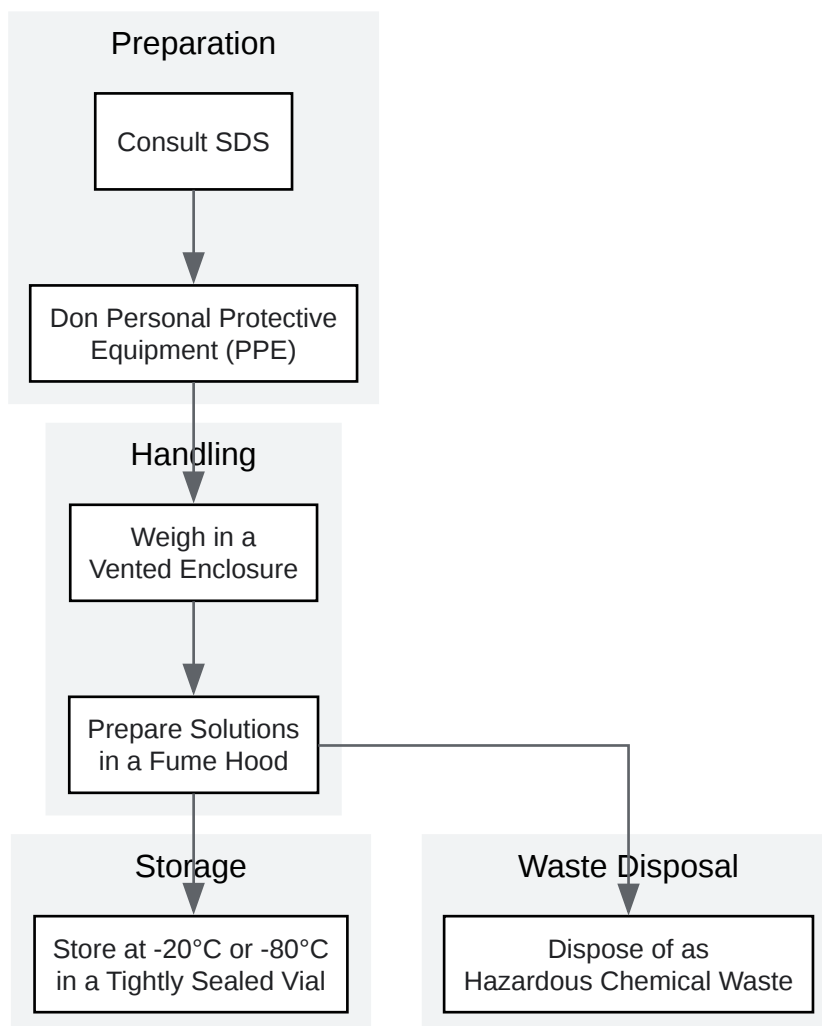 Preparation
Consult SDS
Don Personal Protective
Equipment (PPE)
Handling
Weigh in a
Vented Enclosure
Prepare Solutions
in a Fume Hood
Storage
Store at -20°C or -80°C
in a Tightly Sealed Vial
Waste Disposal
Dispose of as
Hazardous Chemical Waste